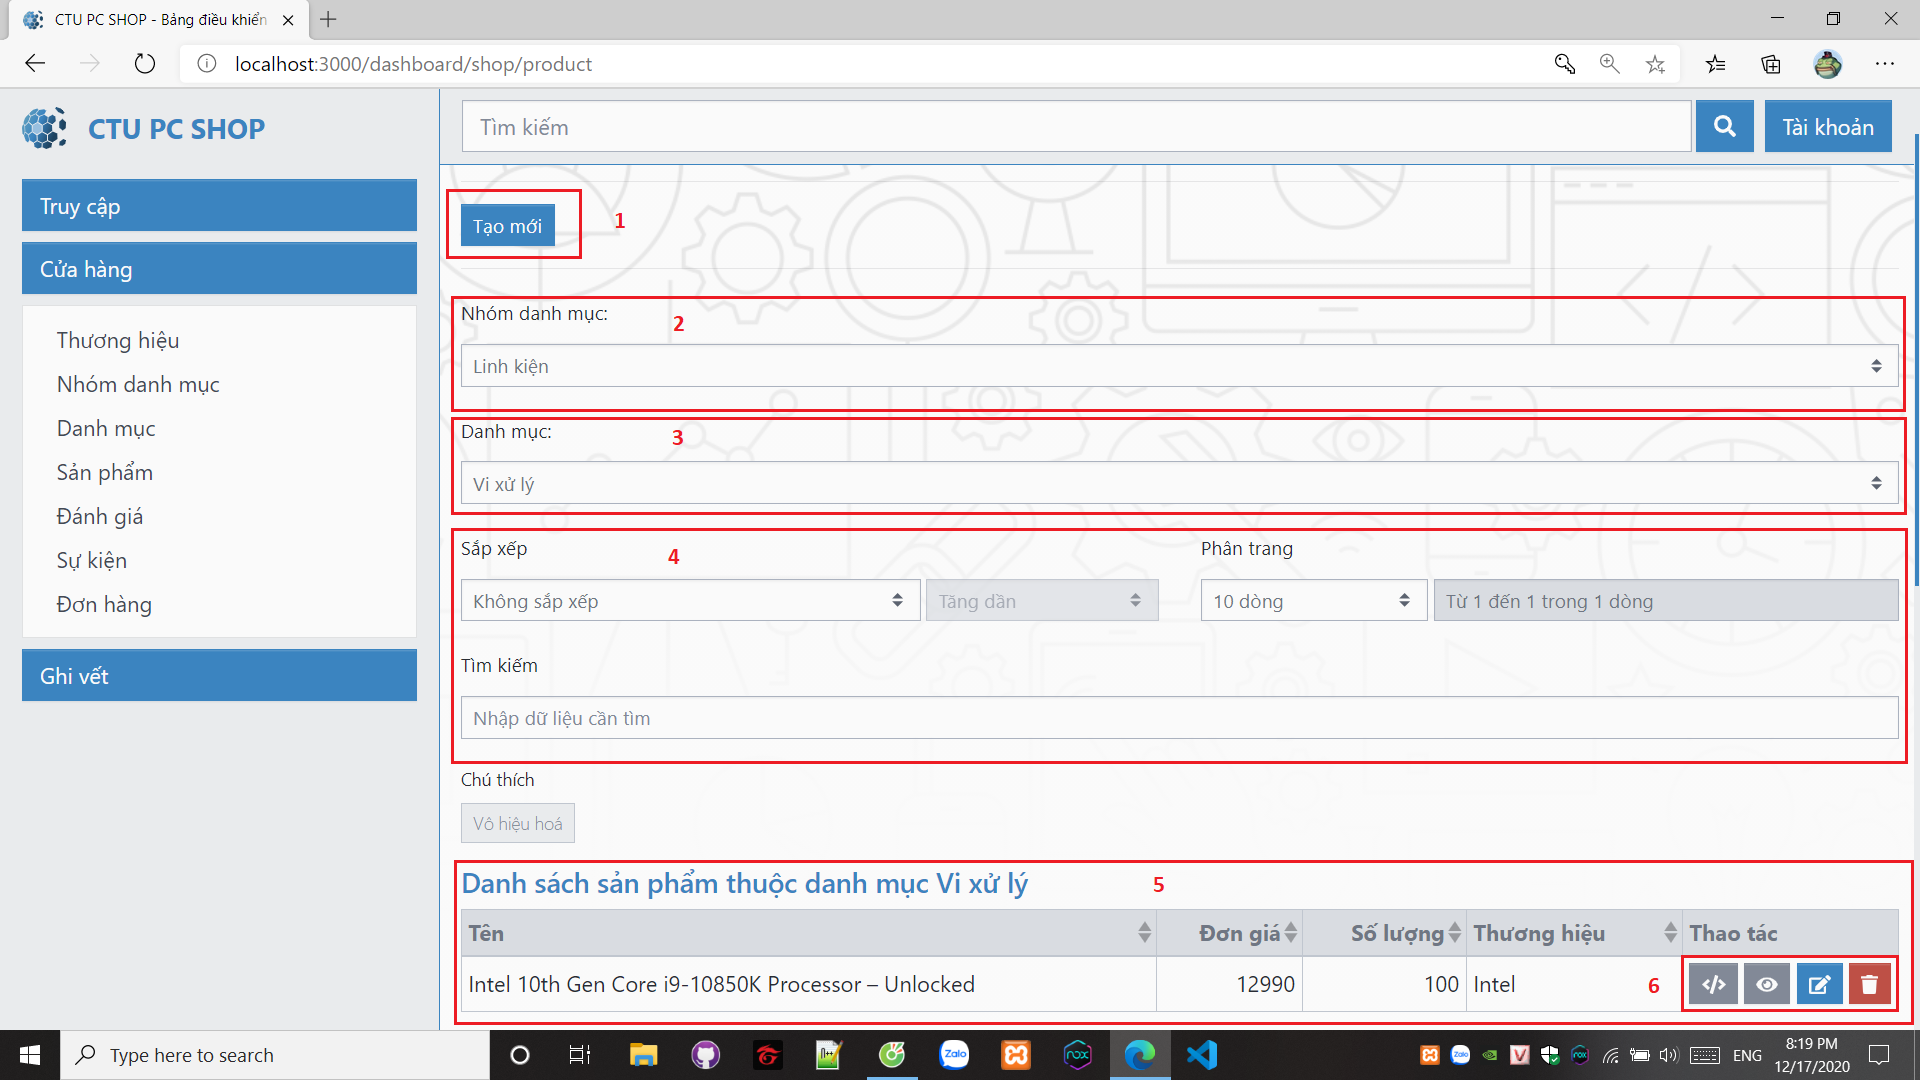 CTU PC SHOP - Bảng điều khiển
localhost:3000/dashboard/shop/product
CTU PC SHOP
Tìm kiếm
Tài khoản
Truy cập
Cửa hàng
Thương hiệu
Nhóm danh mục
Danh mục
Sản phẩm
Đánh giá
Sự kiện
Đơn hàng
Ghi vết
Tạo mới
1
Nhóm danh mục:
2
Linh kiện
Danh mục:
3
Vi xử lý
Sắp xếp
4
Phân trang
Không sắp xếp
Tăng dần
10 dòng
Từ 1 đến 1 trong 1 dòng
Tìm kiếm
Nhập dữ liệu cần tìm
Chú thích
Vô hiệu hoá
Danh sách sản phẩm thuộc danh mục Vi xử lý
5
Tên Đơn giá Số lượng Thương hiệu Thao tác
Intel 10th Gen Core i9-10850K Processor – Unlocked 12990 100 Intel 6
Type here to search
Zalo
nox
ENG
8:19 PM
12/17/2020